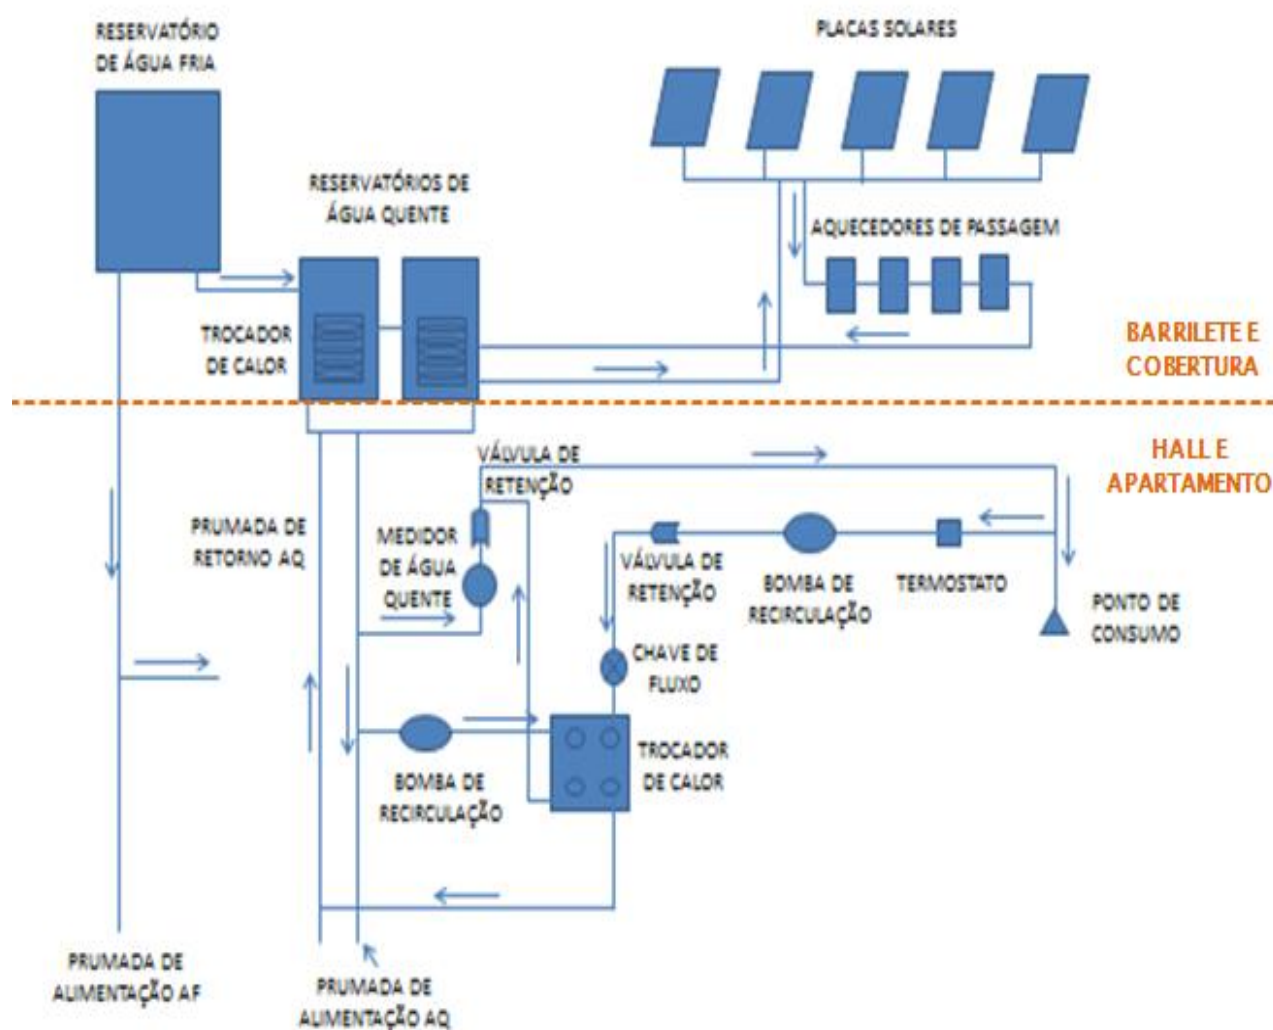 RESERVATÓRIO
DE ÁGUA FRIA
PLACAS SOLARES
RESERVATÓRIOS DE
ÁGUA QUENTE
AQUECEDORES DE PASSAGEM
TROCADOR
DE CALOR
BARRILETE E
COBERTURA
HALL E
APARTAMENTO
VÁLVULA DE
RETENÇÃO
PRUMADA DE
RETORNO AQ
MEDIDOR
DE ÁGUA
QUENTE
VÁLVULA DE
RETENÇÃO
BOMBA DE
RECIRCULAÇÃO
TERMOSTATO
PONTO DE
CONSUMO
CHAVE DE
FLUXO
TROCADOR
DE CALOR
BOMBA DE
RECIRCULAÇÃO
PRUMADA DE
ALIMENTAÇÃO AF
PRUMADA DE
ALIMENTAÇÃO AQ